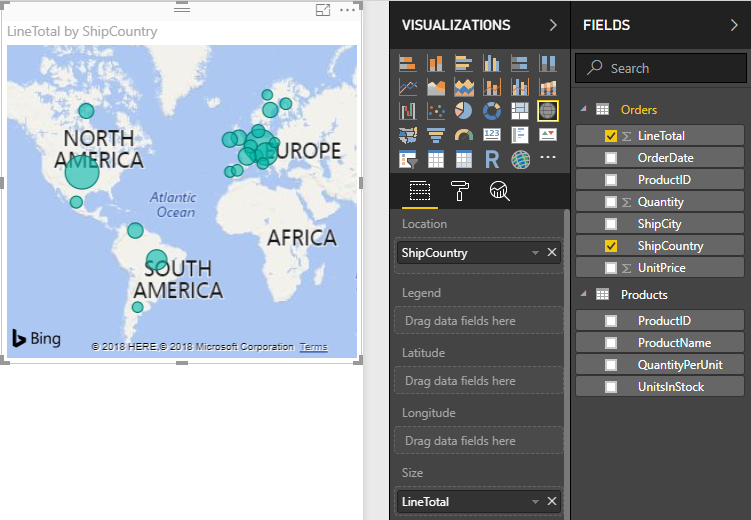 LineTotal by ShipCountry
NORTH
AMERICA
EUROPE
Atlantic
Ocean
AFRICA
SOUTH
AMERICA
Bing
© 2018 HERE,© 2018 Microsoft Corporation Terms
VISUALIZATIONS
123
R
Location
ShipCountry
Legend
Drag data fields here
Latitude
Drag data fields here
Longitude
Drag data fields here
Size
LineTotal
FIELDS
Search
Orders
LineTotal
OrderDate
ProductID
Quantity
ShipCity
ShipCountry
UnitPrice
Products
ProductID
ProductName
QuantityPerUnit
UnitsInStock